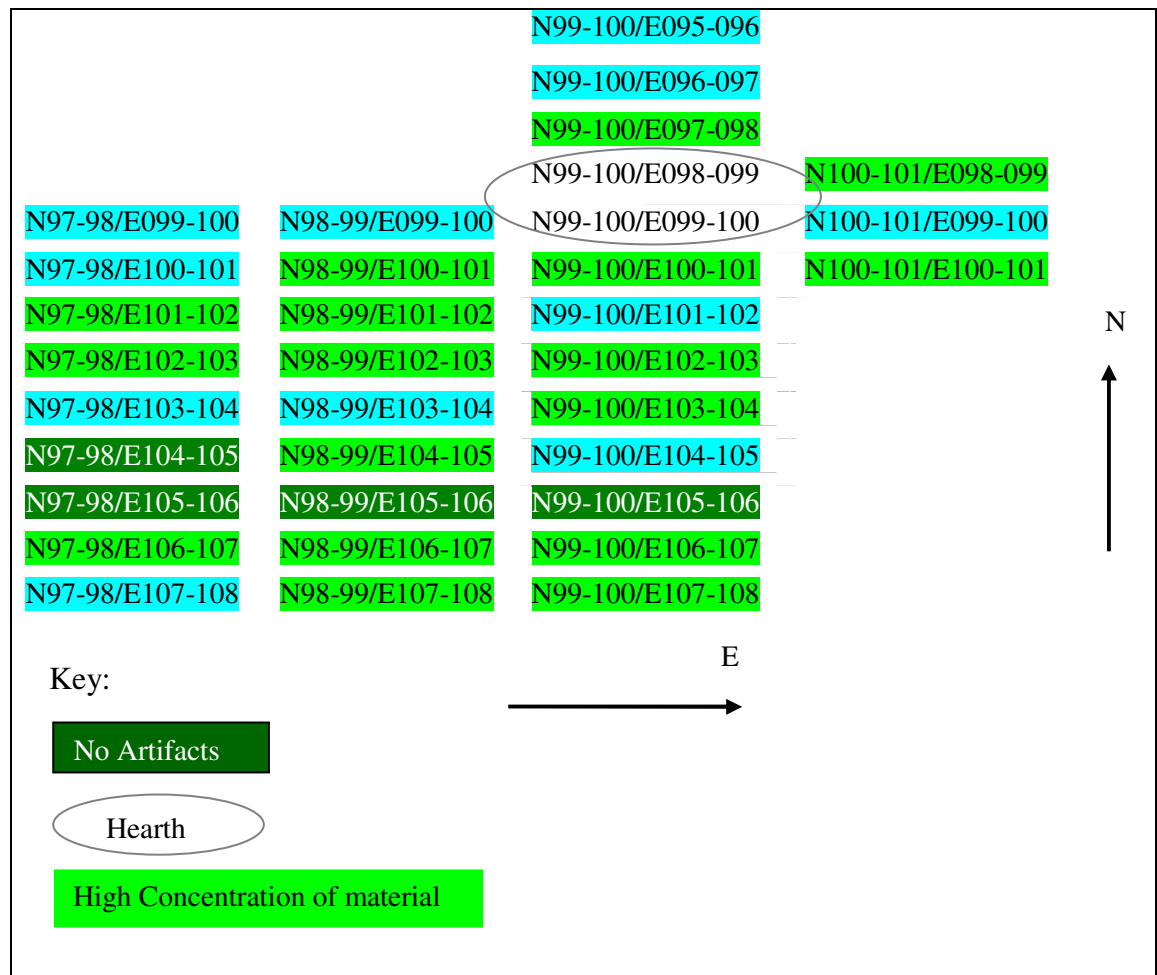 N99-100/E095-096
N99-100/E096-097
N99-100/E097-098
N99-100/E098-099 N100-101/E098-099
N97-98/E099-100 N98-99/E099-100 N99-100/E099-100 N100-101/E099-100
N97-98/E100-101 N98-99/E100-101 N99-100/E100-101 N100-101/E100-101
N97-98/E101-102 N98-99/E101-102 N99-100/E101-102
N
N97-98/E102-103 N98-99/E102-103 N99-100/E102-103
N97-98/E103-104 N98-99/E103-104 N99-100/E103-104
N97-98/E104-105 N98-99/E104-105 N99-100/E104-105
N97-98/E105-106 N98-99/E105-106 N99-100/E105-106
N97-98/E106-107 N98-99/E106-107 N99-100/E106-107
N97-98/E107-108 N98-99/E107-108 N99-100/E107-108
E
Key:
No Artifacts
Hearth
High Concentration of material